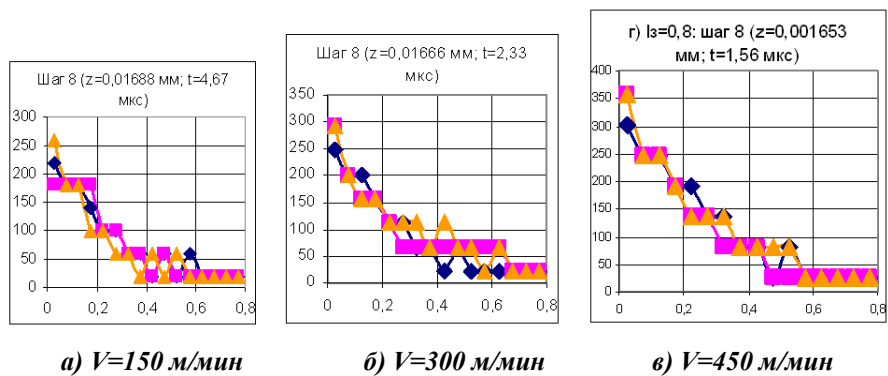 Шаг 8 (z=0,01688 мм; t=4,67
мкс)
300
250
200
150
100
50
0
0 0,2 0,4 0,6 0,8
а) V=150 м/мин
Шаг 8 (z=0,01666 мм; t=2,33
мкс)
350
300
250
200
150
100
50
0
0 0,2 0,4 0,6 0,8
б) V=300 м/мин
г) lз=0,8: шаг 8 (z=0,001653
мм; t=1,56 мкс)
400
350
300
250
200
150
100
50
0
0 0,2 0,4 0,6 0,8
в) V=450 м/мин